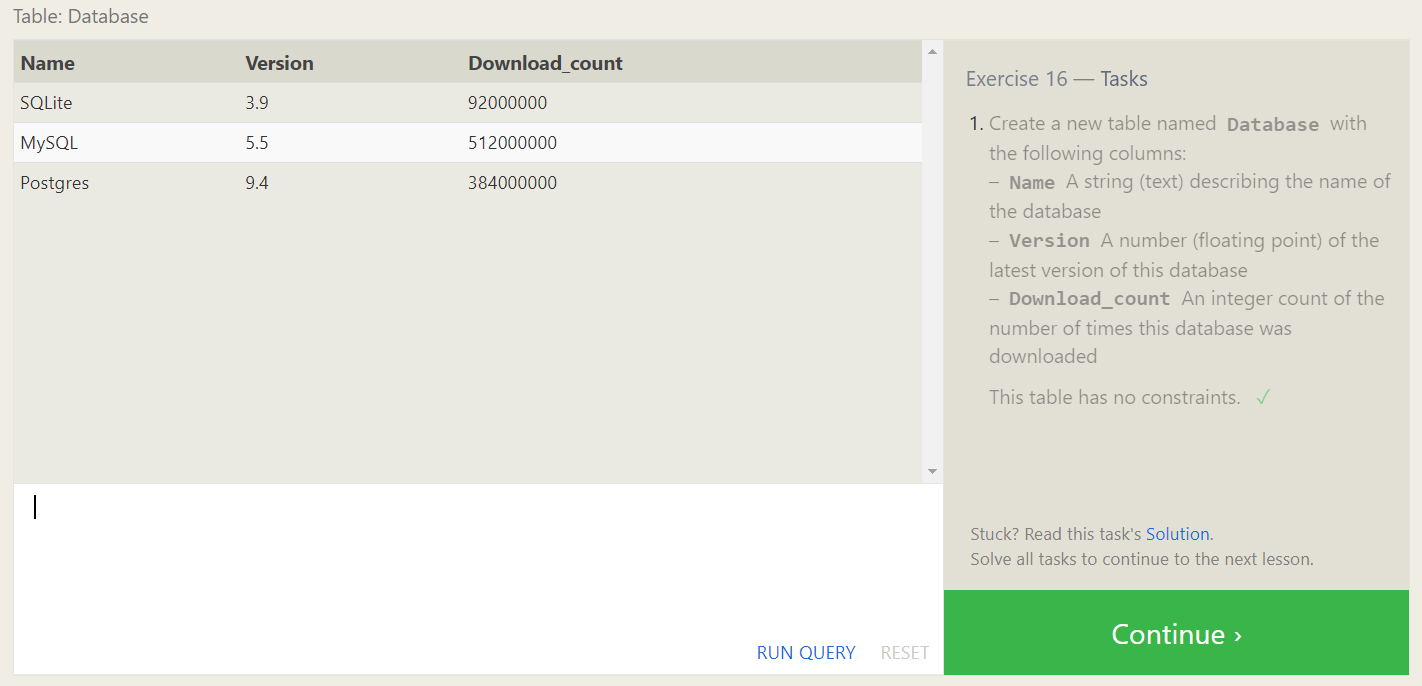 Table: Database
Name Version Download_count
SQLite 3.9 92000000
MySQL 5.5 512000000
Postgres 9.4 384000000
RUN QUERY RESET
Exercise 16 — Tasks
1. Create a new table named Database with
the following columns:
– Name A string (text) describing the name of
the database
– Version A number (floating point) of the
latest version of this database
– Download_count An integer count of the
number of times this database was
downloaded
This table has no constraints. ✓
Stuck? Read this task's Solution.
Solve all tasks to continue to the next lesson.
Continue ›